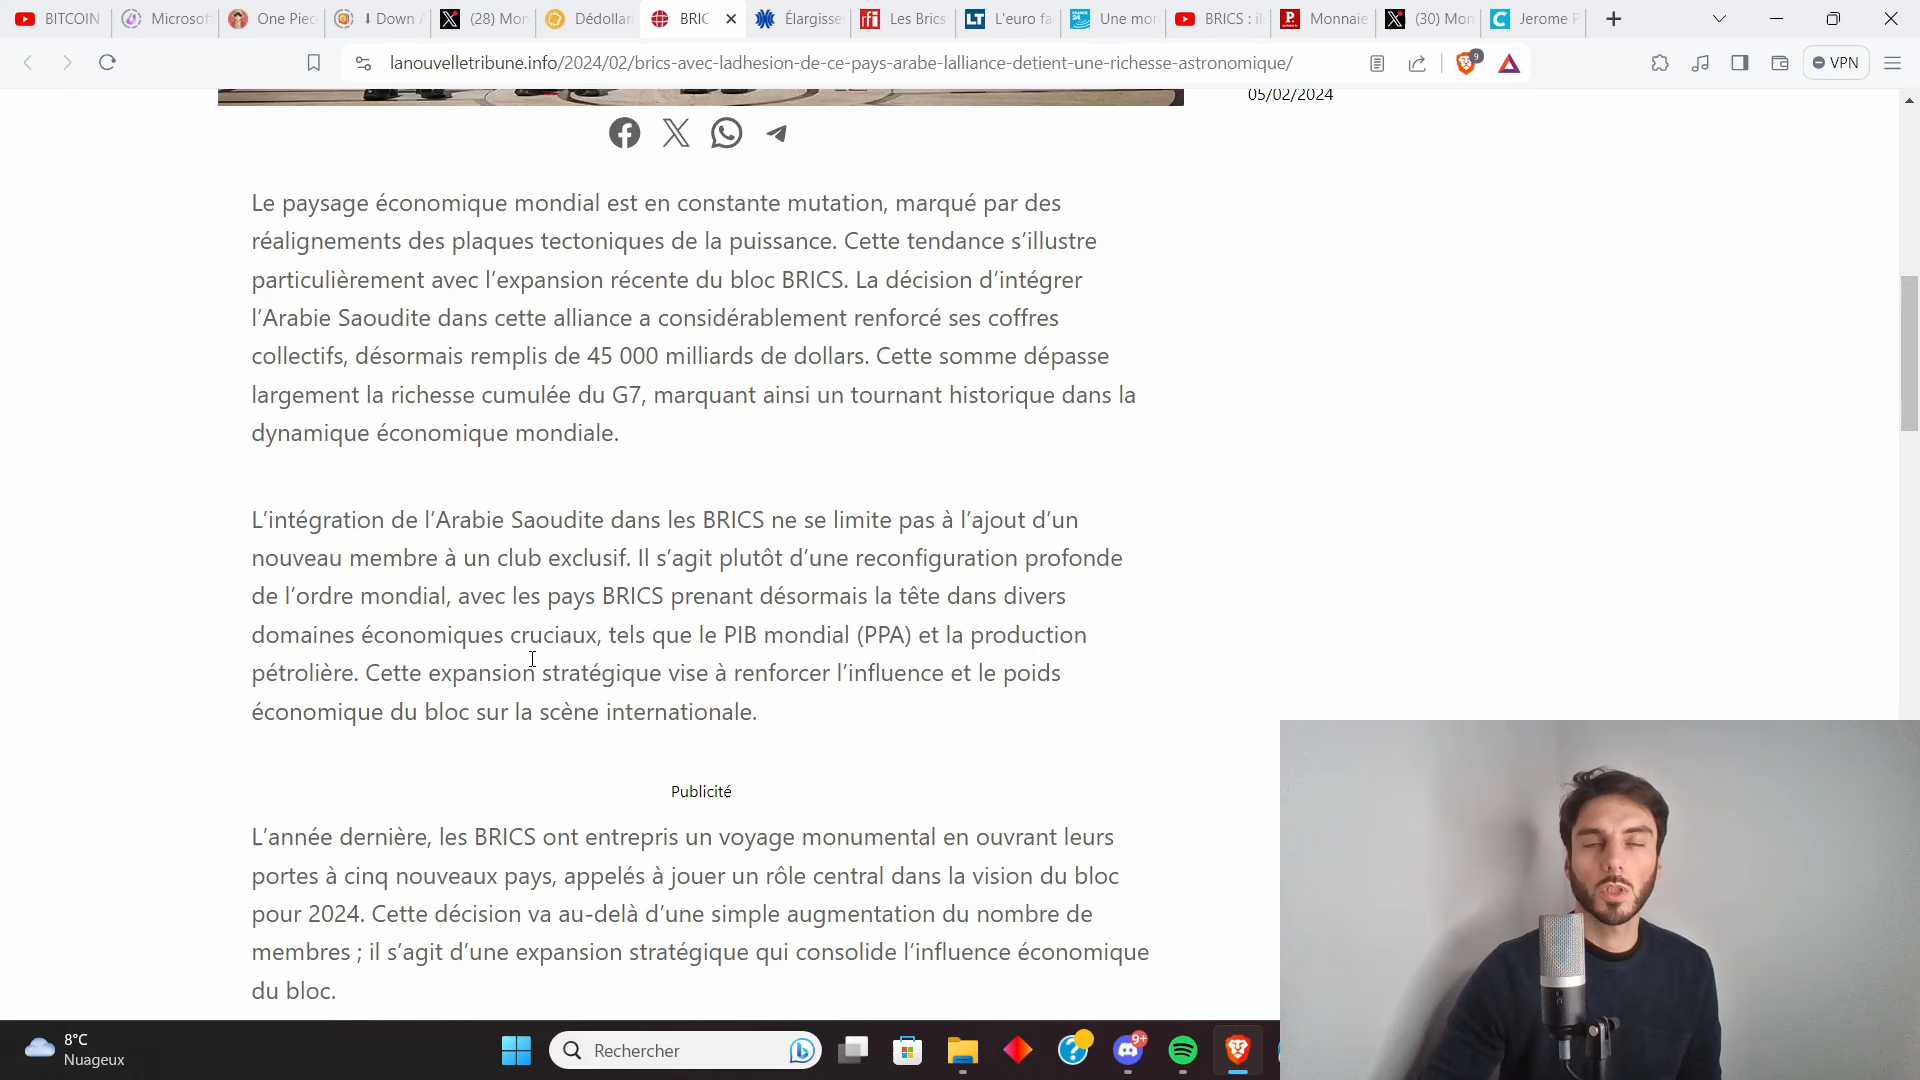 BITCOIN
Microsof
One Piec
⬇ Down A
(28) Mon
Dédollar
BRIC
Élargisse
Les Brics
L'euro fa
Une mon
BRICS : il
Monnaie
(30) Mon
Jerome P
lanouvelletribune.info/2024/02/brics-avec-ladhesion-de-ce-pays-arabe-lalliance-detient-une-richesse-astronomique/
9
VPN
05/02/2024
Le paysage économique mondial est en constante mutation, marqué par des
réalignements des plaques tectoniques de la puissance. Cette tendance s’illustre
particulièrement avec l’expansion récente du bloc BRICS. La décision d’intégrer
l’Arabie Saoudite dans cette alliance a considérablement renforcé ses coffres
collectifs, désormais remplis de 45 000 milliards de dollars. Cette somme dépasse
largement la richesse cumulée du G7, marquant ainsi un tournant historique dans la
dynamique économique mondiale.
L’intégration de l’Arabie Saoudite dans les BRICS ne se limite pas à l’ajout d’un
nouveau membre à un club exclusif. Il s’agit plutôt d’une reconfiguration profonde
de l’ordre mondial, avec les pays BRICS prenant désormais la tête dans divers
domaines économiques cruciaux, tels que le PIB mondial (PPA) et la production
pétrolière. Cette expansion stratégique vise à renforcer l’influence et le poids
économique du bloc sur la scène internationale.
Publicité
L’année dernière, les BRICS ont entrepris un voyage monumental en ouvrant leurs
portes à cinq nouveaux pays, appelés à jouer un rôle central dans la vision du bloc
pour 2024. Cette décision va au-delà d’une simple augmentation du nombre de
membres ; il s’agit d’une expansion stratégique qui consolide l’influence économique
du bloc.
8°C
Nuageux
Rechercher
9+